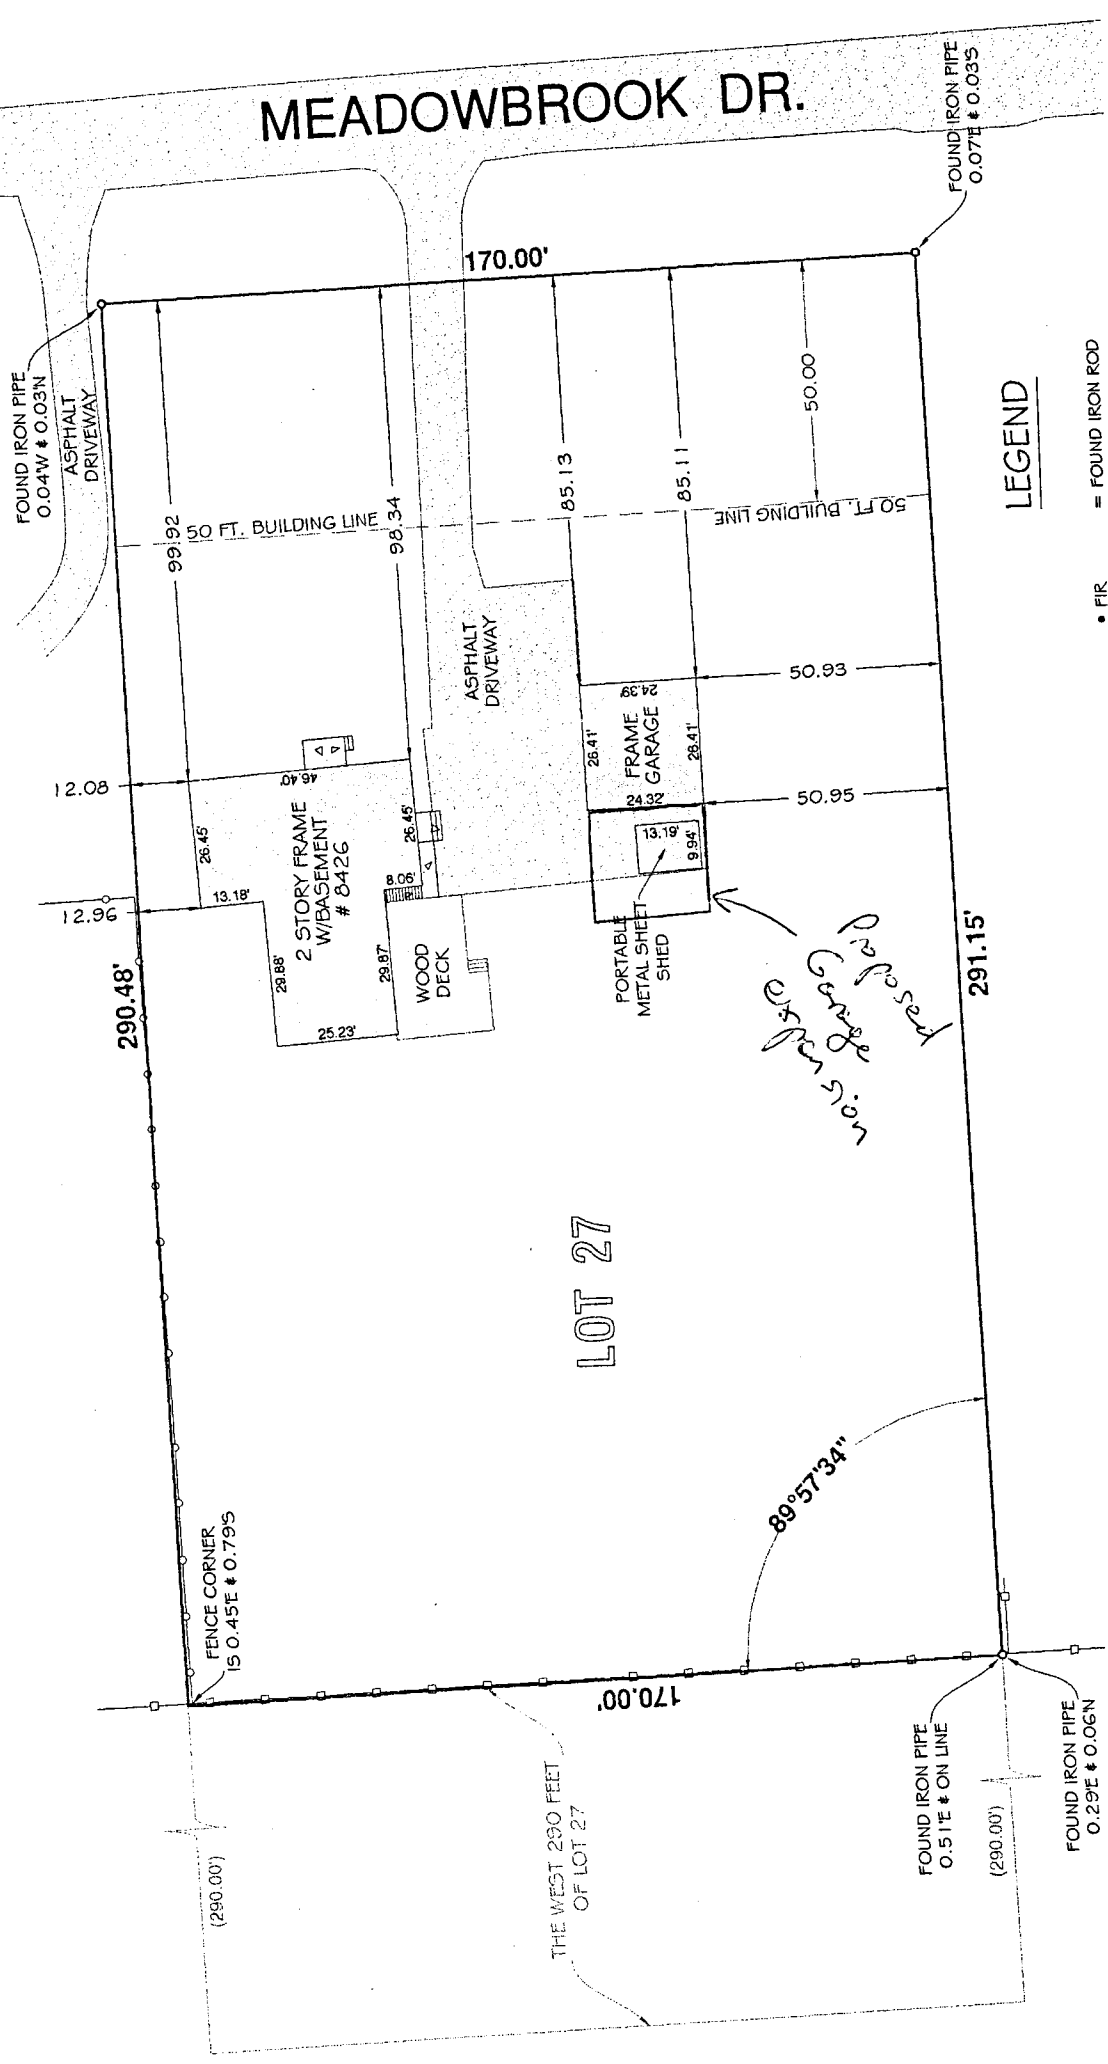 MEADOWBROOK DR.
FOUND IRON PIPE
0.07'E & 0.03'S
FOUND IRON PIPE
0.04'W & 0.03'N
ASPHALT
DRIVEWAY
170.00'
99.92
50 FT. BUILDING LINE
98.34
85.13
85.11
50.00
50 FT. BUILDING LINE
LEGEND
• FIR = FOUND IRON ROD
12.08
46.40'
26.45'
2 STORY FRAME
W/BASEMENT
# 8426
26.45'
13.18'
12.96
8.06'
29.88'
29.87'
25.23'
WOOD
DECK
ASPHALT
DRIVEWAY
24.39'
26.41'
FRAME
GARAGE
26.41'
24.32'
50.93
50.95
13.19'
9.94'
PORTABLE
METAL SHEET
SHED
Garage
290.48'
291.15'
LOT 27
89°57'34"
FENCE CORNER
IS 0.45'E & 0.79'S
170.00'
THE WEST 290 FEET
OF LOT 27
(290.00')
FOUND IRON PIPE
0.51'E & ON LINE
(290.00')
FOUND IRON PIPE
0.29'E & 0.06'N